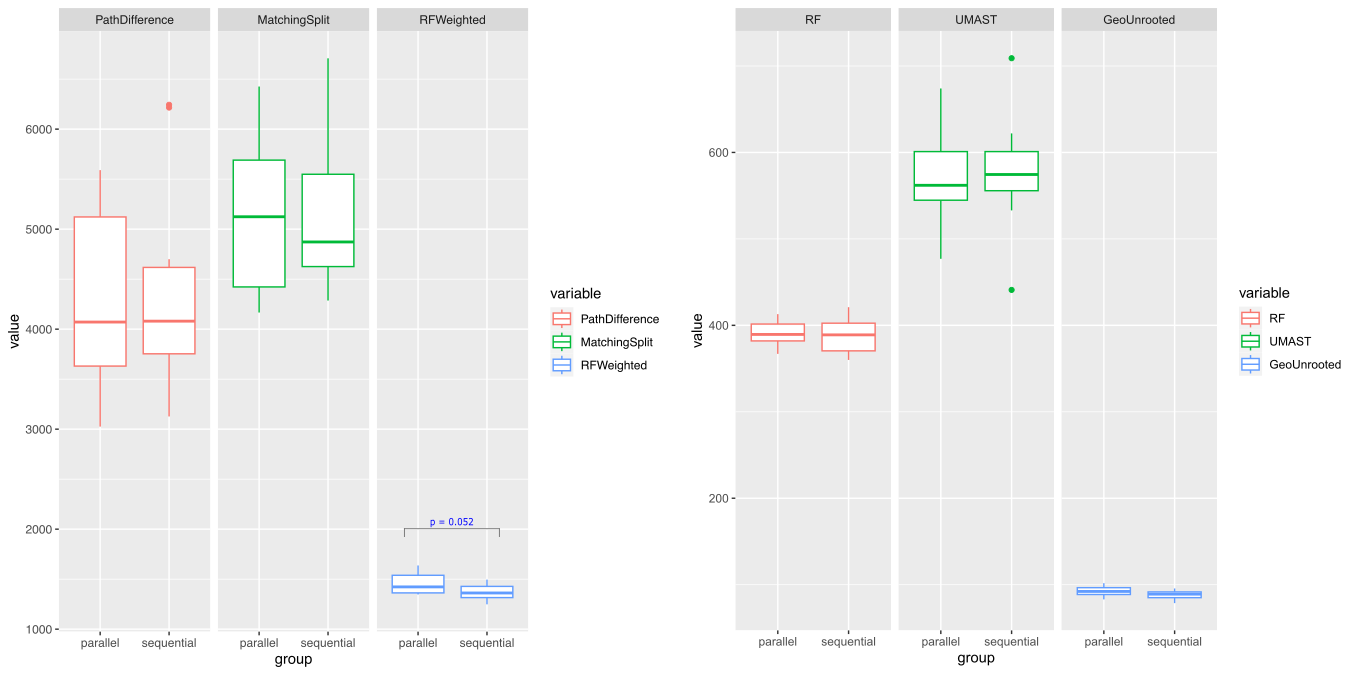 PathDifference
MatchingSplit
RFWeighted
value
6000
5000
4000
3000
2000
1000
p = 0.052
parallel
sequential
parallel
sequential
parallel
sequential
group
variable
PathDifference
MatchingSplit
RFWeighted
RF
UMAST
GeoUnrooted
value
600
400
200
parallel
sequential
parallel
sequential
parallel
sequential
group
variable
RF
UMAST
GeoUnrooted